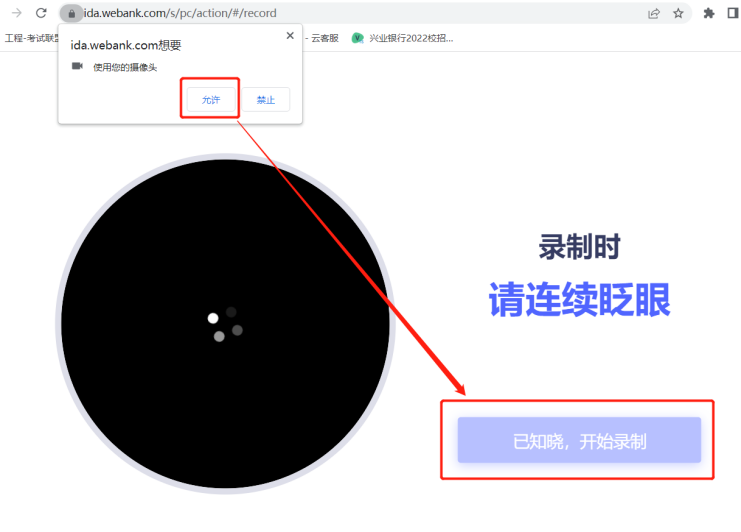 ida.webank.com/s/pc/action/#/record
工程-考试联盟
- 云客服
兴业银行2022校招...
ida.webank.com想要
使用您的摄像头
允许
禁止
录制时
请连续眨眼
已知晓，开始录制